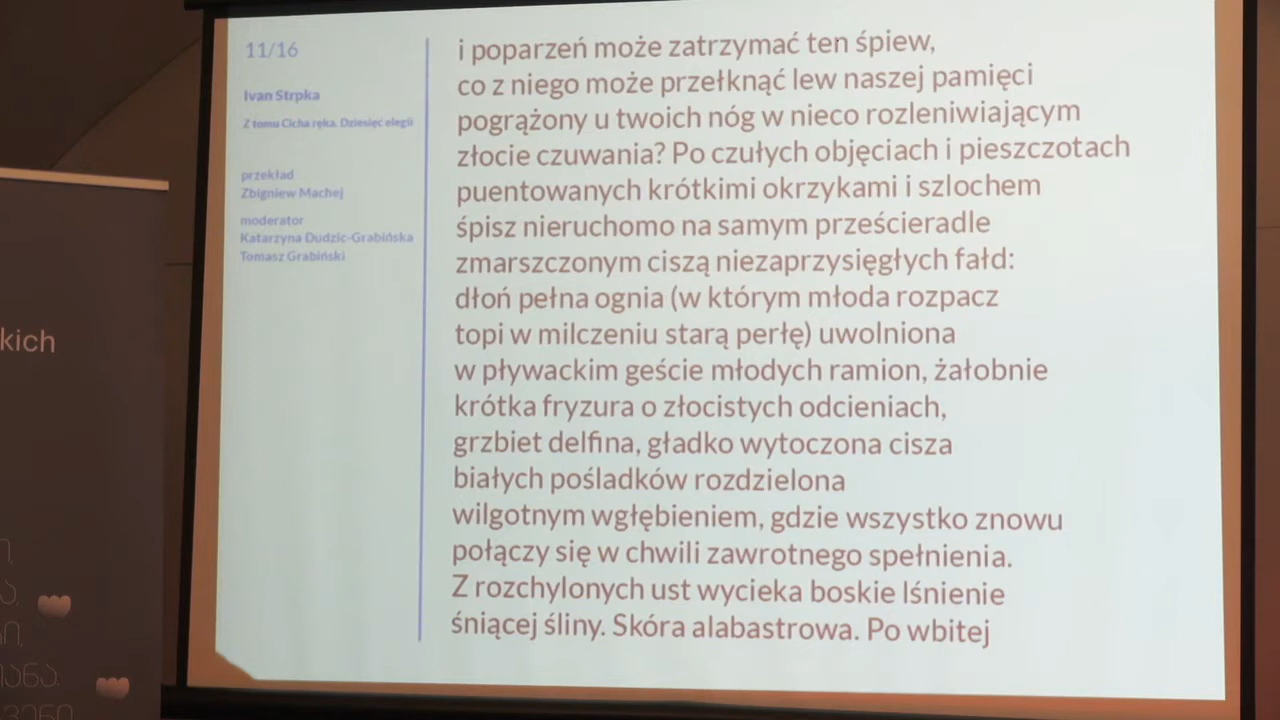 11/16
Ivan Strpka
Z tomu Cicha ręka. Dziesięć elegii
przekład
Zbigniew Machej
moderator
Katarzyna Dudzic-Grabińska
Tomasz Grabiński
i poparzeń może zatrzymać ten śpiew,
co z niego może przełknąć lew naszej pamięci
pogrążony u twoich nóg w nieco rozleniwiającym
złocie czuwania? Po czułych objęciach i pieszczotach
puentowanych krótkimi okrzykami i szlochem
śpisz nieruchomo na samym prześcieradle
zmarszczonym ciszą niezaprzysięgłych fałd:
dłoń pełna ognia (w którym młoda rozpacz
topi w milczeniu starą perłę) uwolniona
w pływackim geście młodych ramion, żałobnie
krótka fryzura o złocistych odcieniach,
grzbiet delfina, gładko wytoczona cisza
białych pośladków rozdzielona
wilgotnym wgłębieniem, gdzie wszystko znowu
połączy się w chwili zawrotnego spełnienia.
Z rozchylonych ust wycieka boskie lśnienie
śniącej śliny. Skóra alabastrowa. Po wbitej
kich